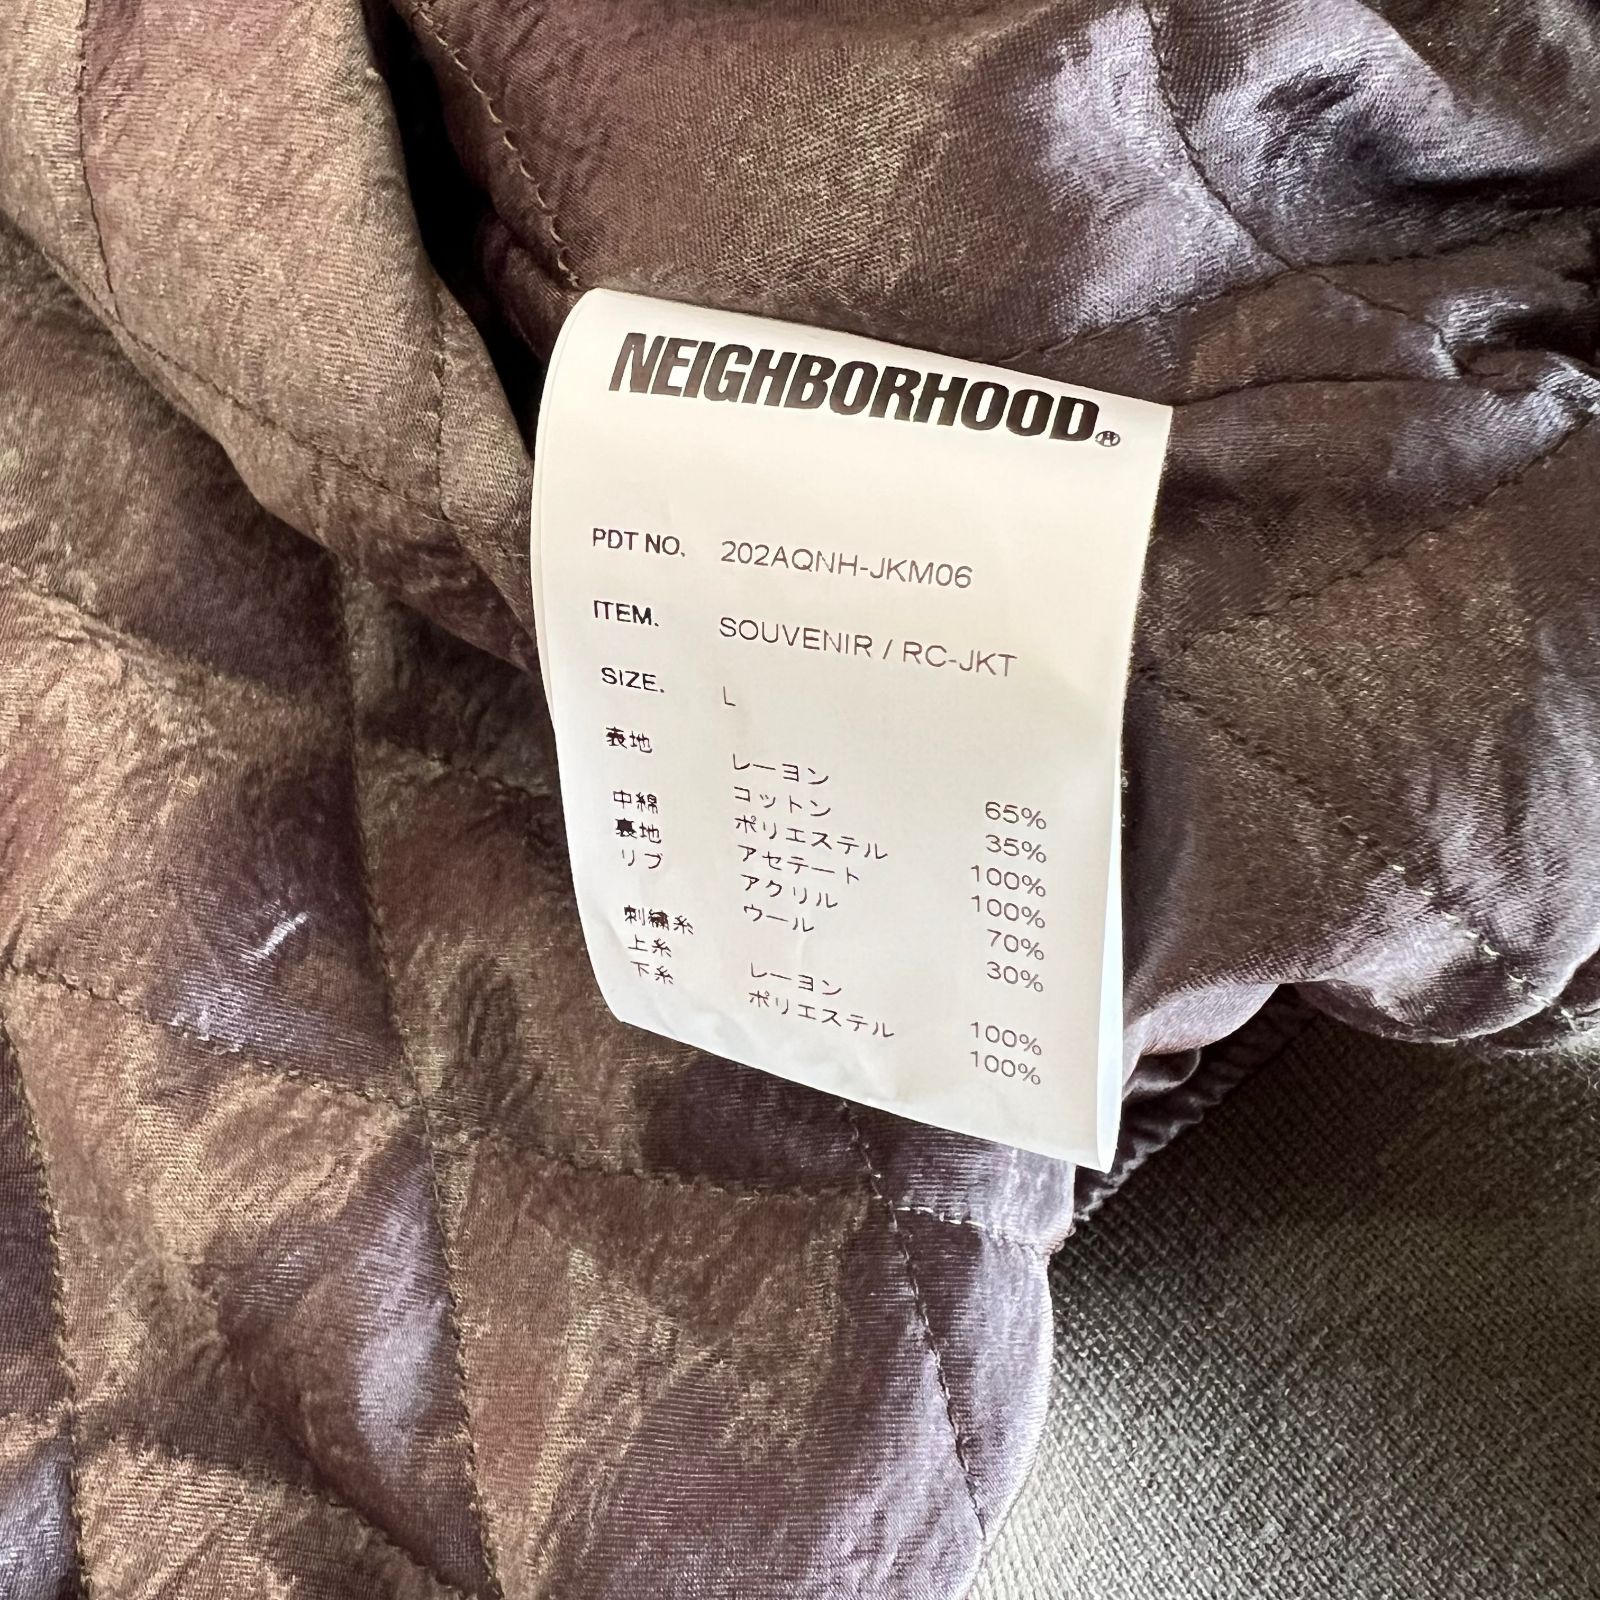 NEIGHBORHOOD®
PDT NO. 202AQNH-JKM06
ITEM. SOUVENIR / RC-JKT
SIZE. L
表地 レーヨン 65%
コットン 35%
中綿 ポリエステル 100%
裏地 アセテート 100%
リブ アクリル 70%
ウール 30%
刺繍糸
上糸 レーヨン 100%
下糸 ポリエステル 100%